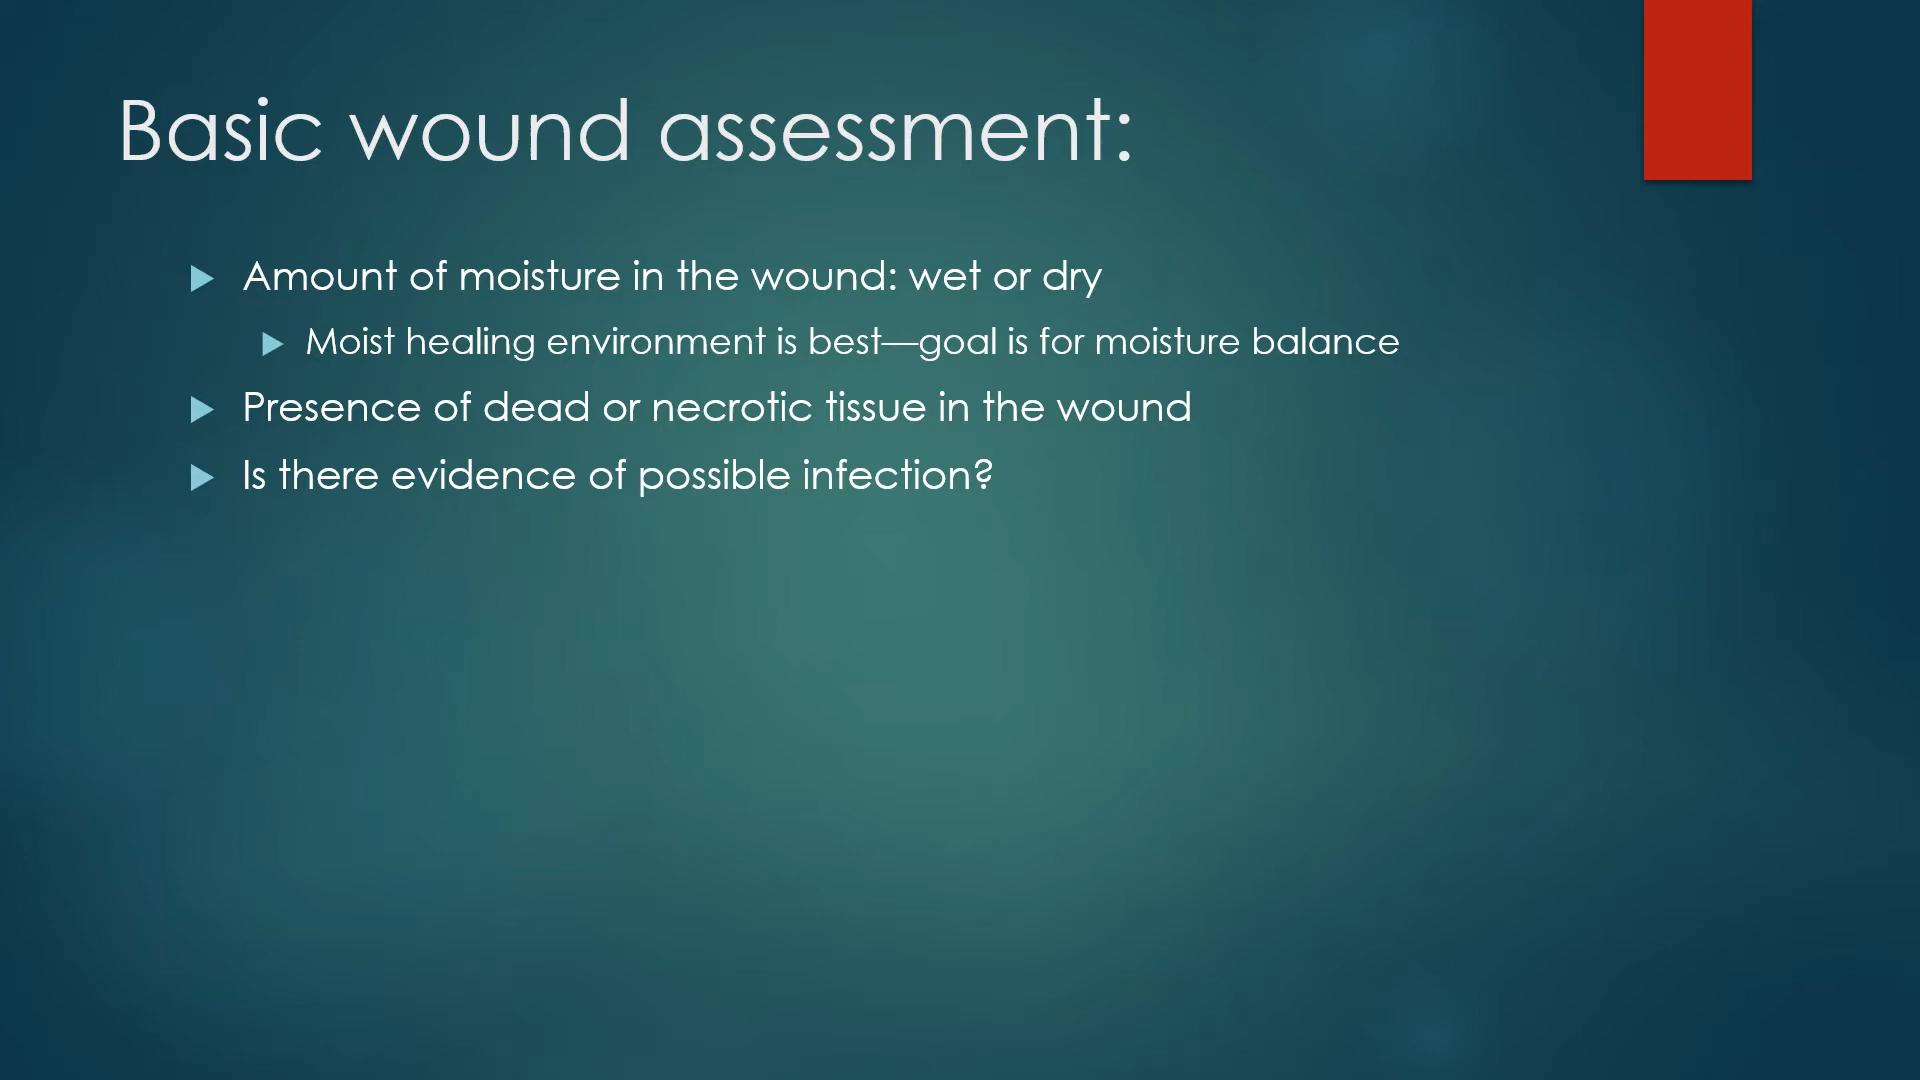 Basic wound assessment:
Amount of moisture in the wound: wet or dry
Moist healing environment is best—goal is for moisture balance
Presence of dead or necrotic tissue in the wound
Is there evidence of possible infection?